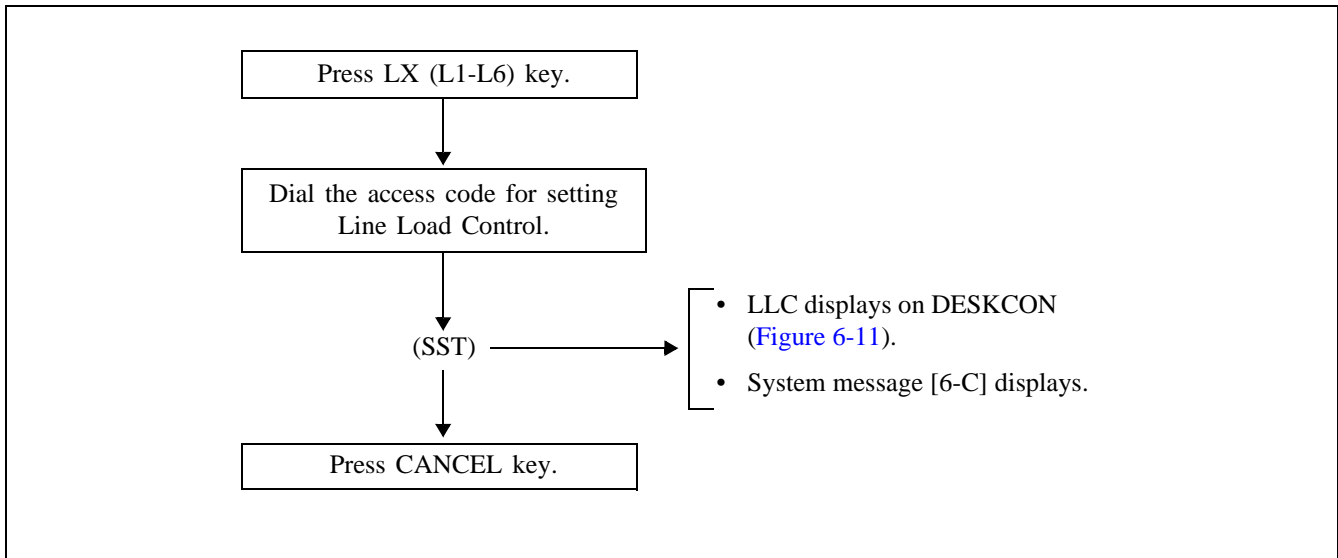 Press LX (L1-L6) key.
Dial the access code for setting
Line Load Control.
(SST)
• LLC displays on DESKCON
(Figure 6-11).
• System message [6-C] displays.
Press CANCEL key.